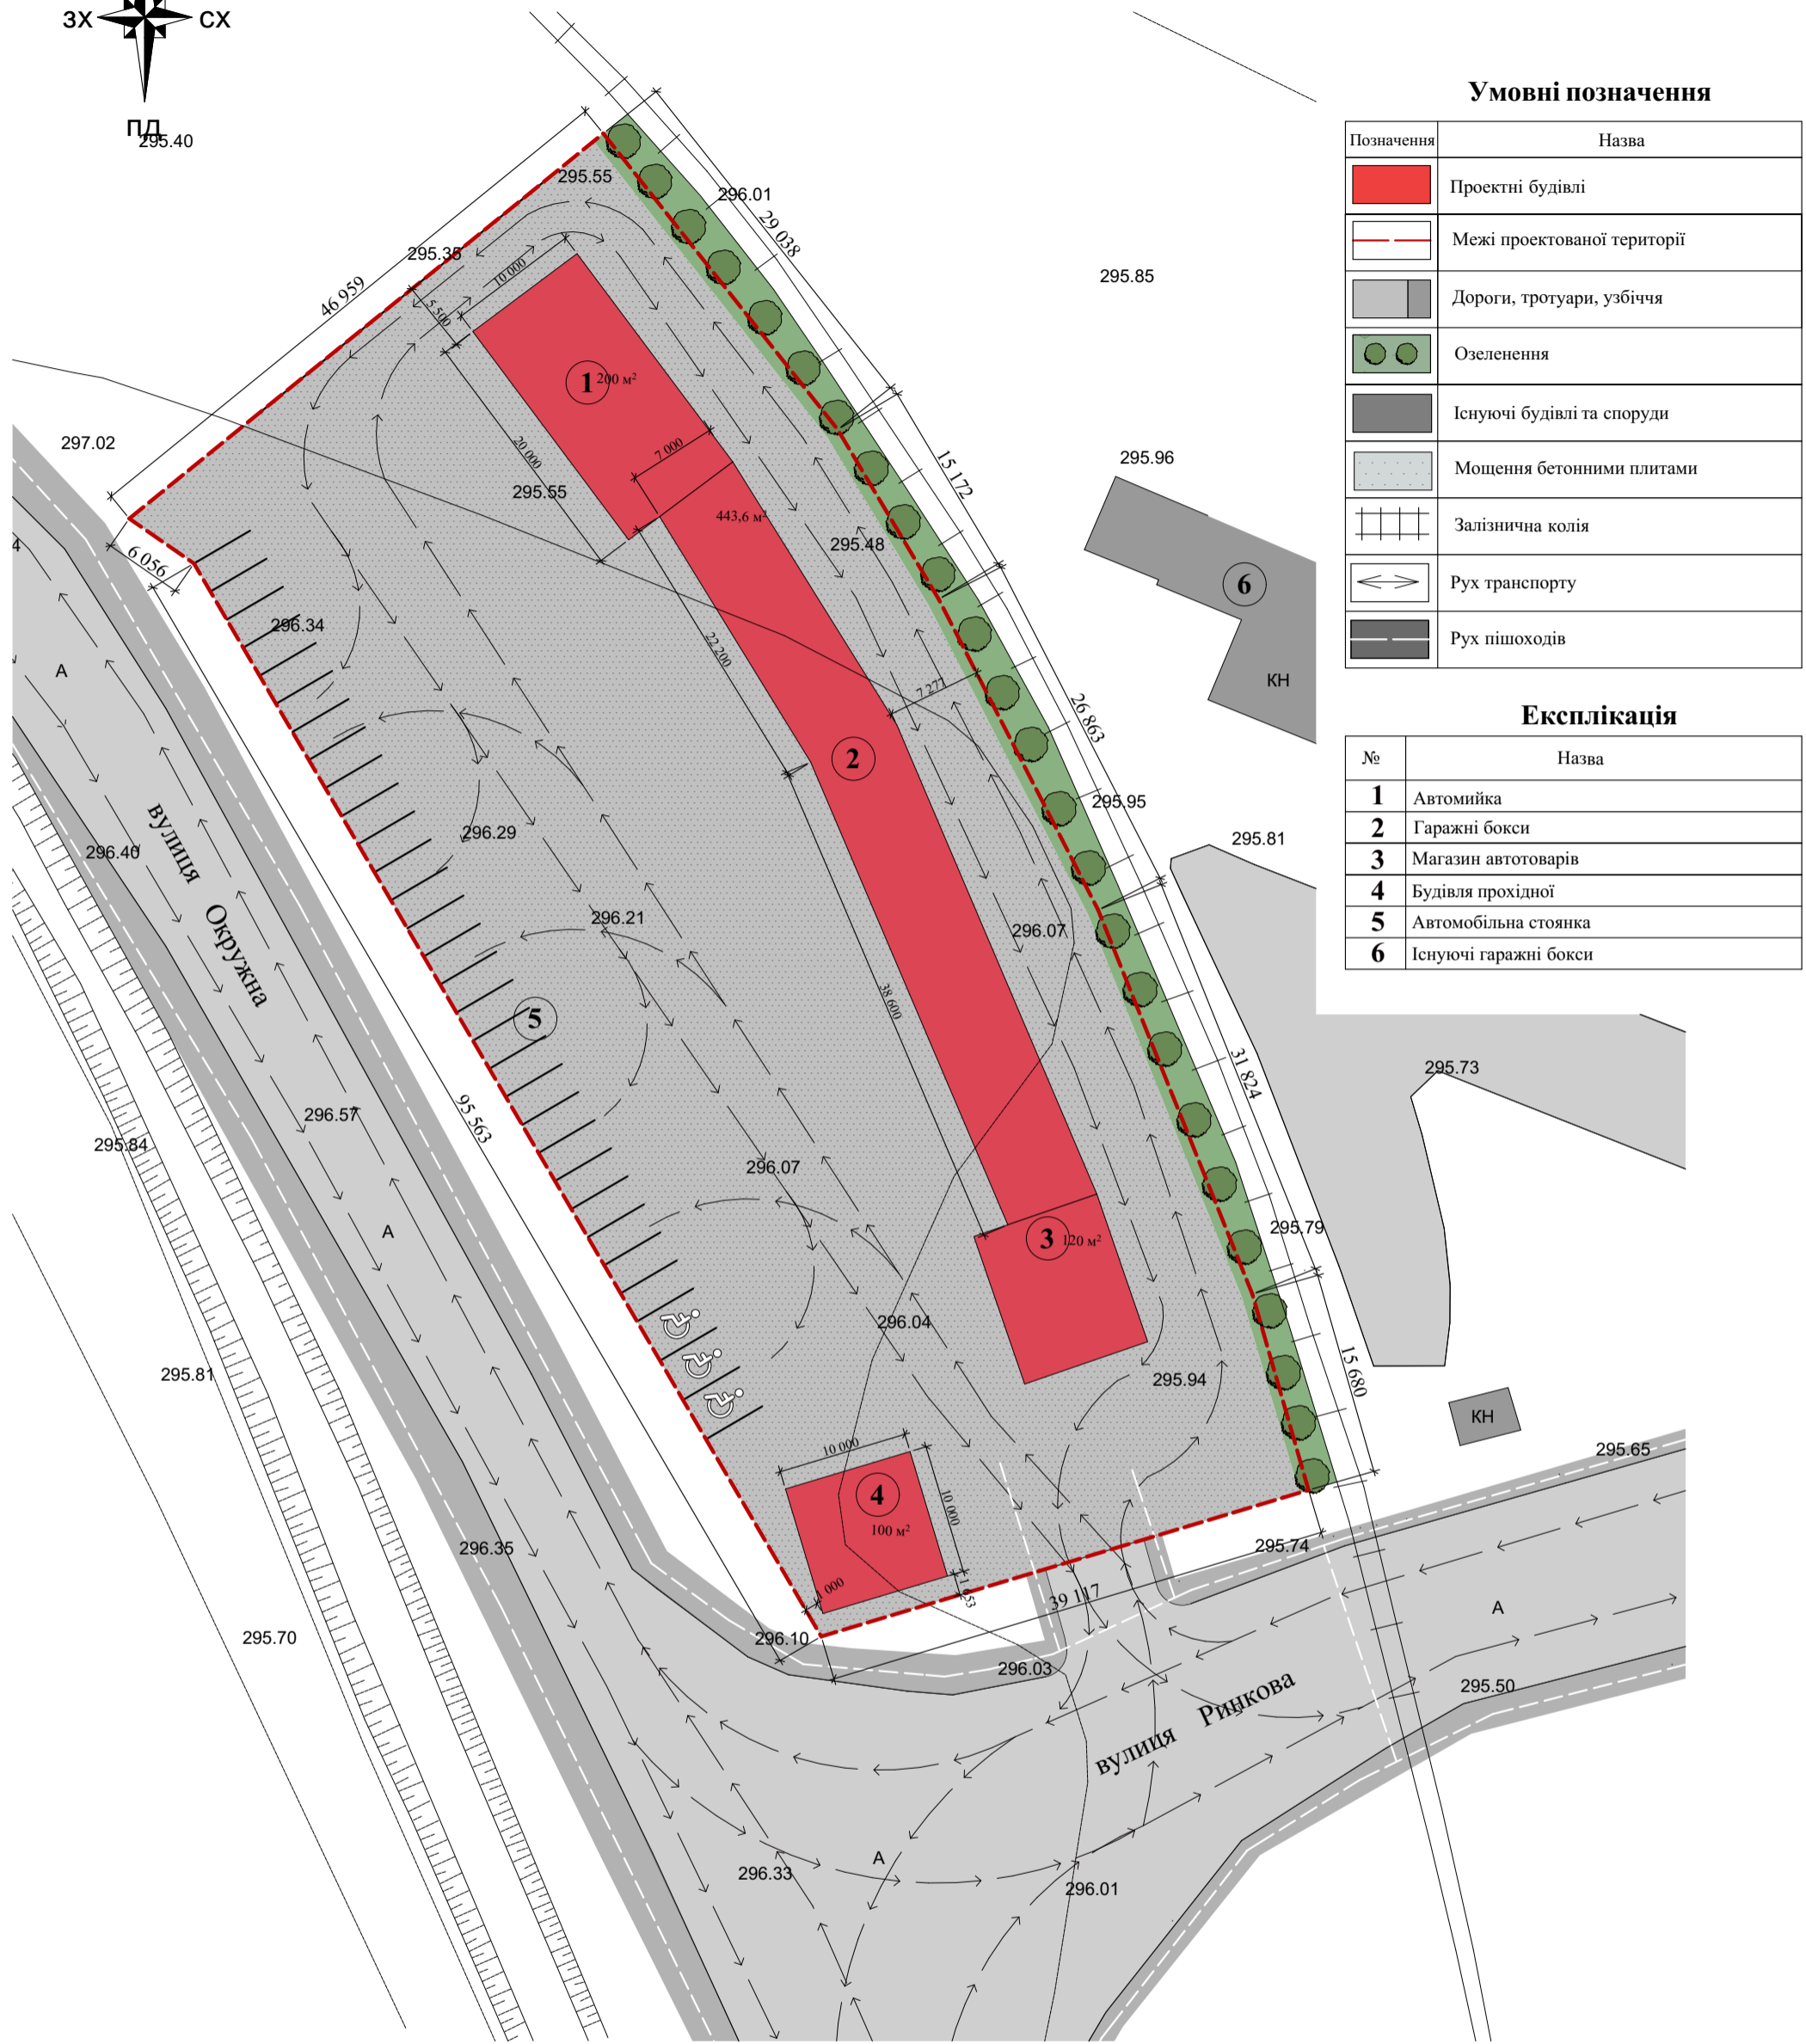 ЗХ
СХ
ПД
295.40
295.55
296.01
29 038
295.35
10 000
5 500
46 959
295.85
1
200 м²
297.02
20 000
7 000
295.55
443,6 м²
295.48
15 172
295.96
6
КН
4
6 056
296.34
А
22 200
7 277
26 863
2
295.95
295.81
296.29
296.40
вулиця
Окружна
296.21
296.07
38 600
5
296.57
295.84
95 563
31 824
295.73
296.07
А
3
120 м²
295.79
296.04
295.81
295.94
15 680
КН
295.65
10 000
4
10 000
100 м²
296.35
295.74
1 000
1 653
39 117
А
295.70
296.10
296.03
295.50
вулиця
Ринкова
296.33
А
296.01
Умовні позначення
Позначення Назва
Проектні будівлі
Межі проектованої території
Дороги, тротуари, узбіччя
Озеленення
Існуючі будівлі та споруди
Мощення бетонними плитами
Залізнична колія
Рух транспорту
Рух пішоходів
Експлікація
№ Назва
1 Автомийка
2 Гаражні бокси
3 Магазин автотоварів
4 Будівля прохідної
5 Автомобільна стоянка
6 Існуючі гаражні бокси